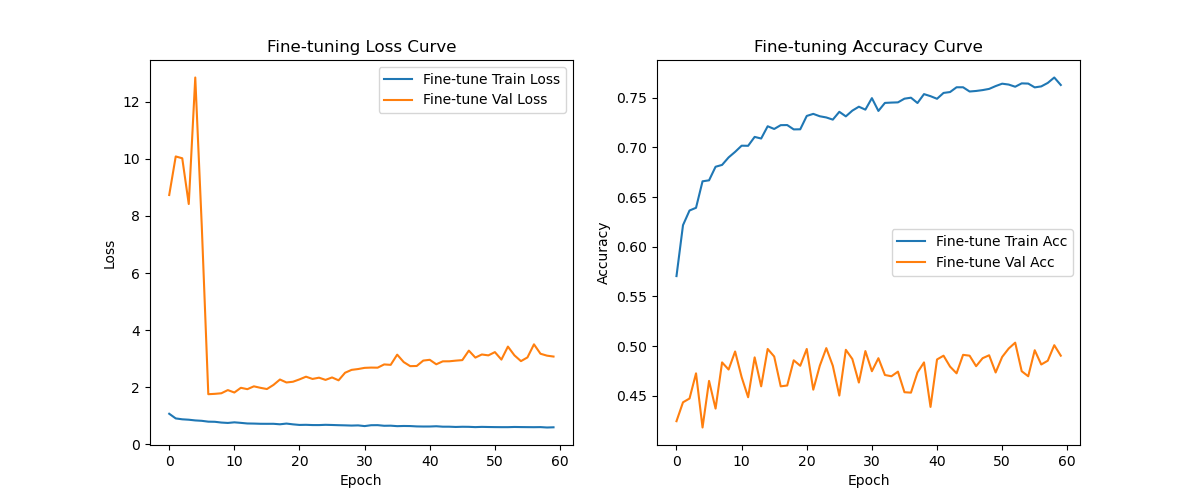 Fine-tuning Loss Curve
Fine-tune Train Loss
Fine-tune Val Loss
Loss
12
10
8
6
4
2
0
0 10 20 30 40 50 60
Epoch
Fine-tuning Accuracy Curve
Fine-tune Train Acc
Fine-tune Val Acc
Accuracy
0.75
0.70
0.65
0.60
0.55
0.50
0.45
0 10 20 30 40 50 60
Epoch